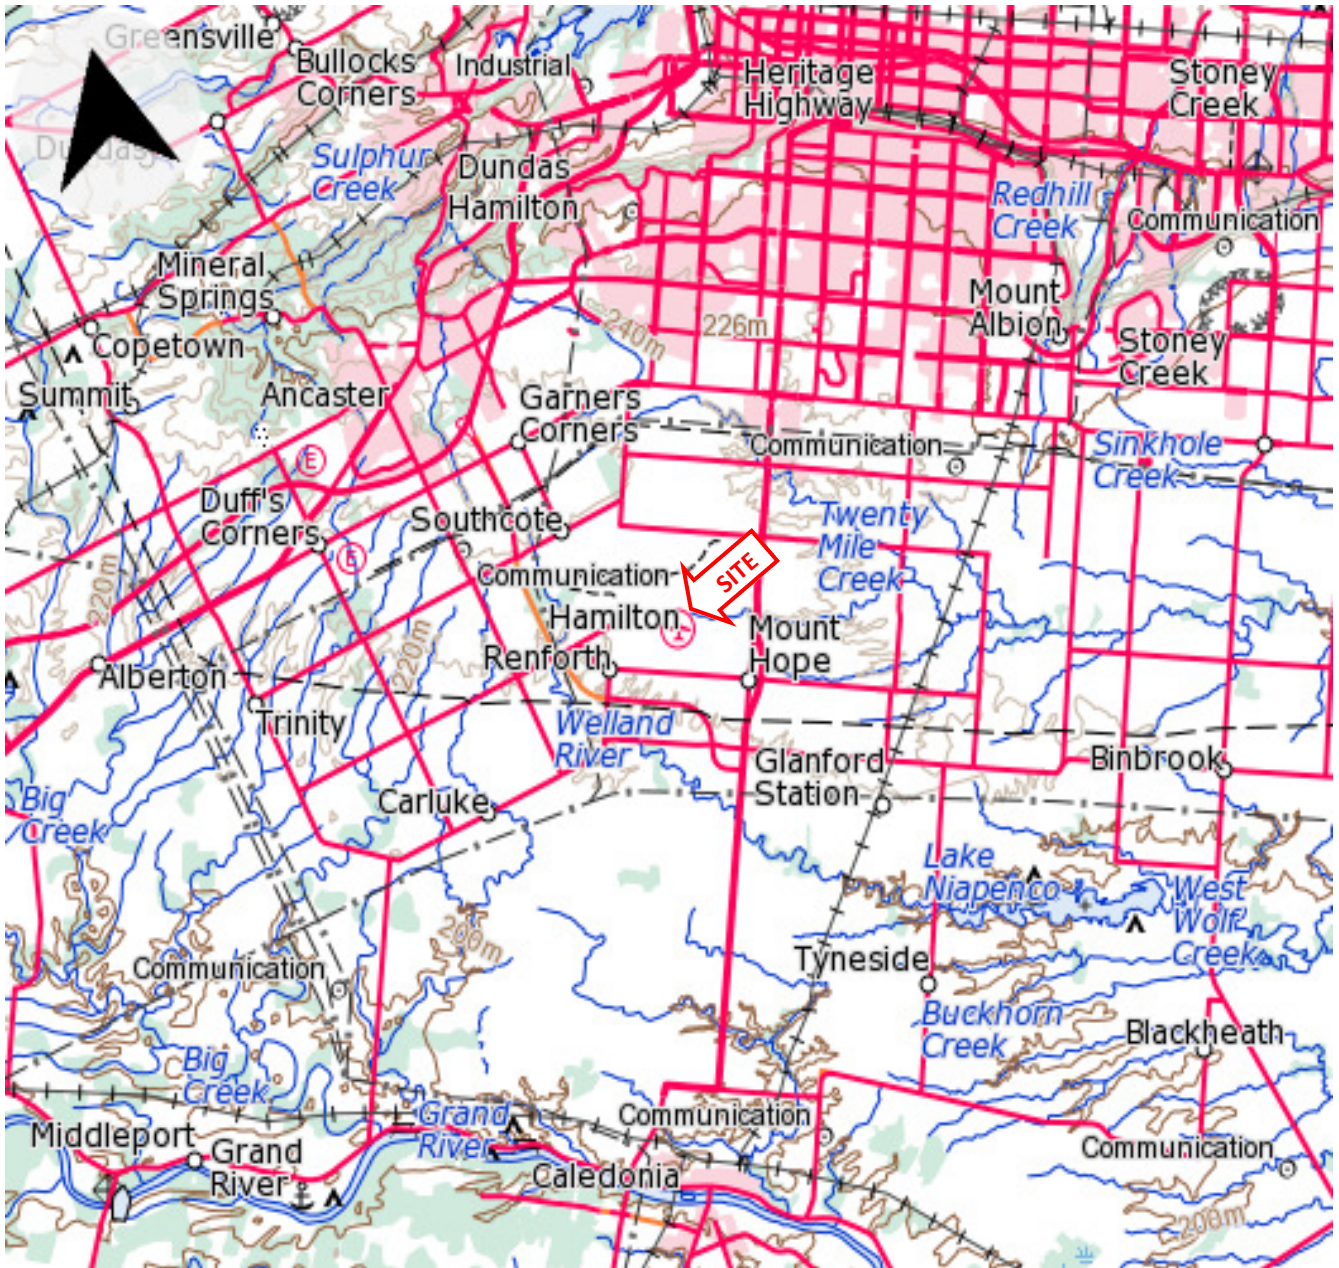 Greensville
Bullocks
Corners
Industrial
Heritage
Highway
Stoney
Creek
Dundas
Sulphur
Creek
Dundas
Hamilton
Redhill
Creek
Communication
Mineral
Springs
Mount
Albion
240m
226m
Copetown
Stoney
Creek
Summit
Ancaster
Garners
Corners
Communication
Sinkhole
Creek
E
Duff's
Corners
Southcote
Twenty
Mile
Creek
E
SITE
Communication
220m
Hamilton
Mount
Hope
220m
Renforth
Alberton
Trinity
Welland
River
Glanford
Station
Binbrook
Big
Creek
Carluke
Lake
Niapenco
West
Wolf
Creek
200m
Communication
Tyneside
Buckhorn
Creek
Blackheath
Big
Creek
Grand
River
Communication
Middleport
Grand
River
Communication
Caledonia
200m